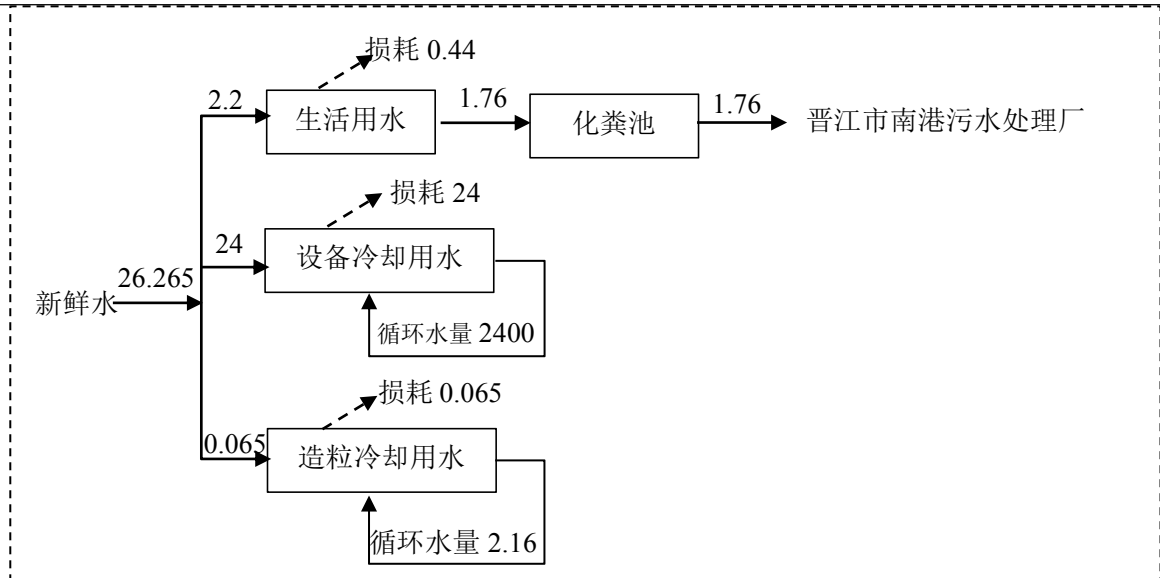 损耗 0.44
2.2
生活用水
1.76
化粪池
1.76
晋江市南港污水处理厂
损耗 24
24
设备冷却用水
26.265
新鲜水
循环水量 2400
损耗 0.065
0.065
造粒冷却用水
循环水量 2.16